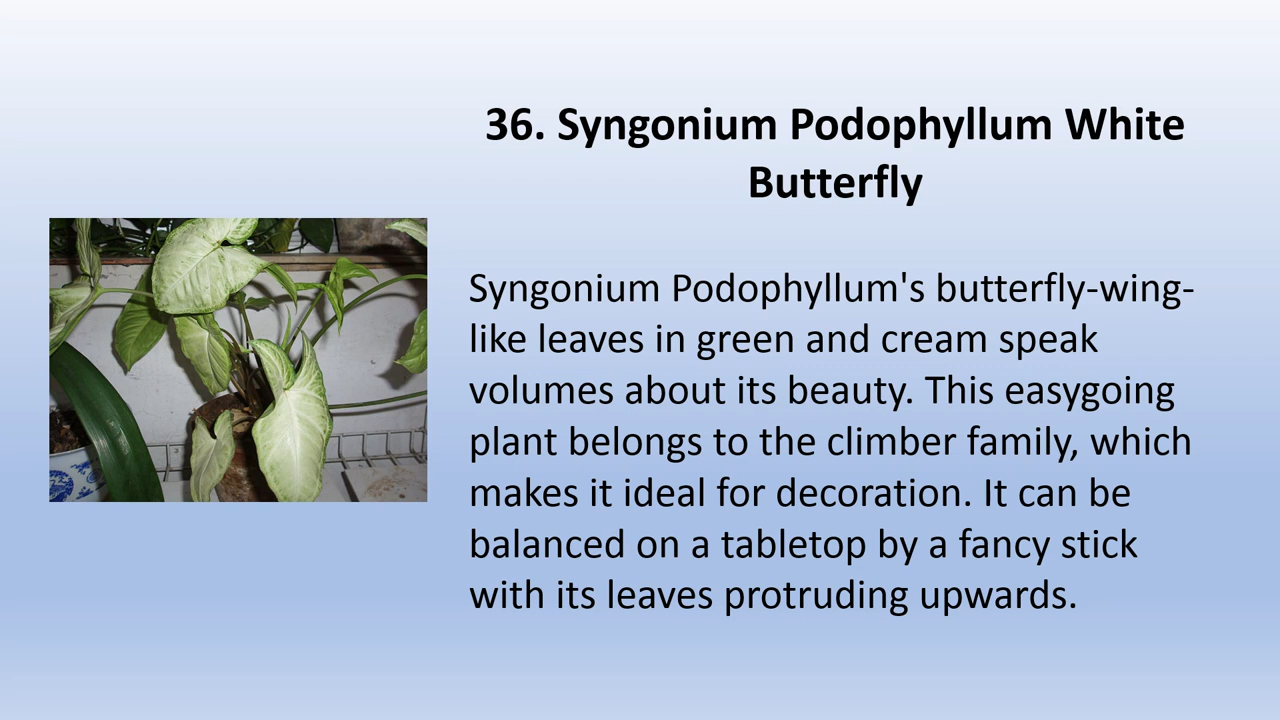 36. Syngonium Podophyllum White
Butterfly
Syngonium Podophyllum's butterfly-wing-
like leaves in green and cream speak
volumes about its beauty. This easygoing
plant belongs to the climber family, which
makes it ideal for decoration. It can be
balanced on a tabletop by a fancy stick
with its leaves protruding upwards.